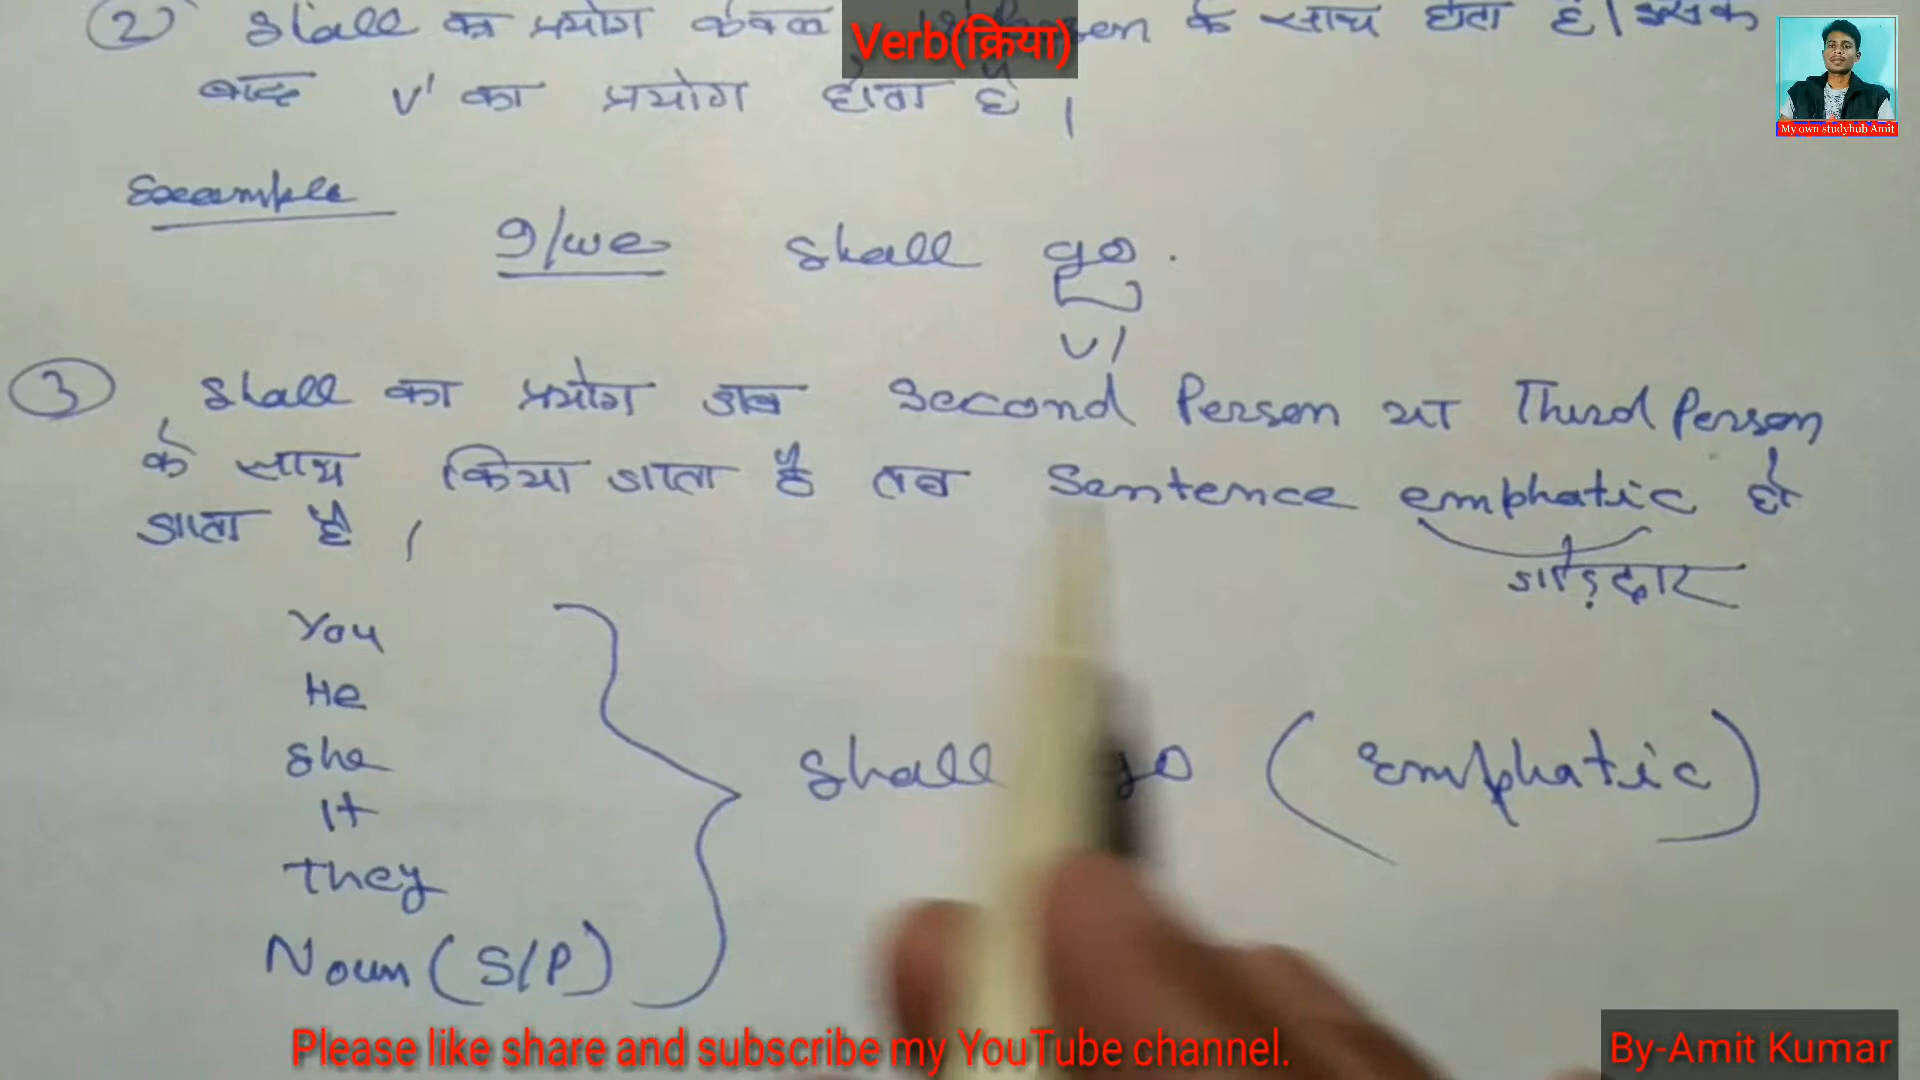 ② Shall का प्रयोग केवल Person के साथ होता है। इसके
Verb(क्रिया)
बाद V¹ का प्रयोग होता है।
My own studyhub Amit
Example
I/we shall go.
V1
③ Shall का प्रयोग जब Second Person या Third Person
के साथ किया जाता है तब Sentence emphatic हो
जाता है।
जोड़दार
You
He
She
It
They
Noun (S/P)
Shall go (Emphatic)
Please like share and subscribe my YouTube channel.
By-Amit Kumar